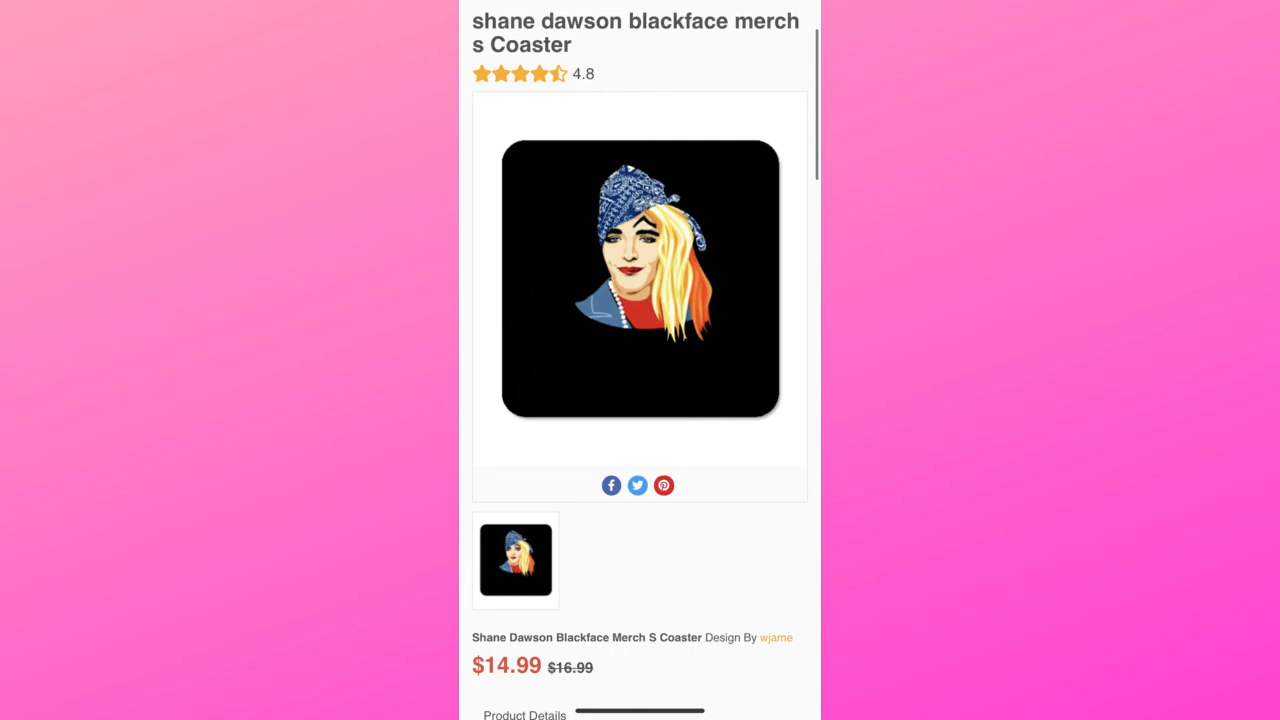 shane dawson blackface merch
s Coaster
4.8
Shane Dawson Blackface Merch S Coaster Design By wjame
$14.99 $16.99
Product Details